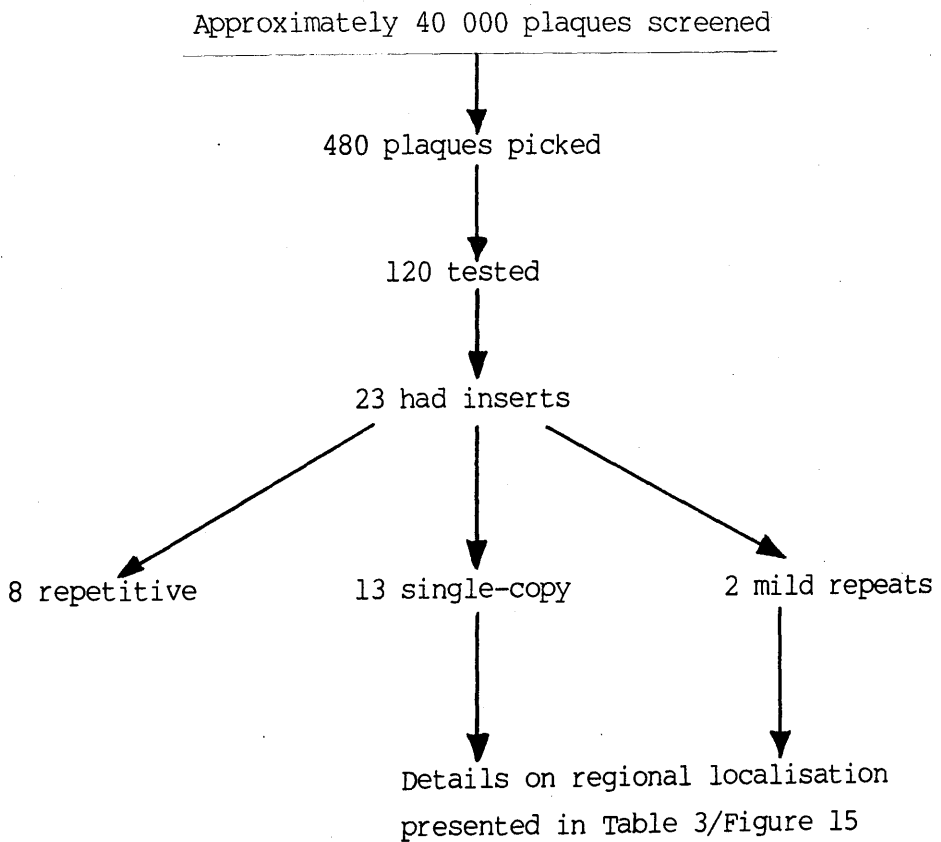 Approximately 40 000 plaques screened
480 plaques picked
120 tested
23 had inserts
8 repetitive
13 single-copy
2 mild repeats
Details on regional localisation
presented in Table 3/Figure 15